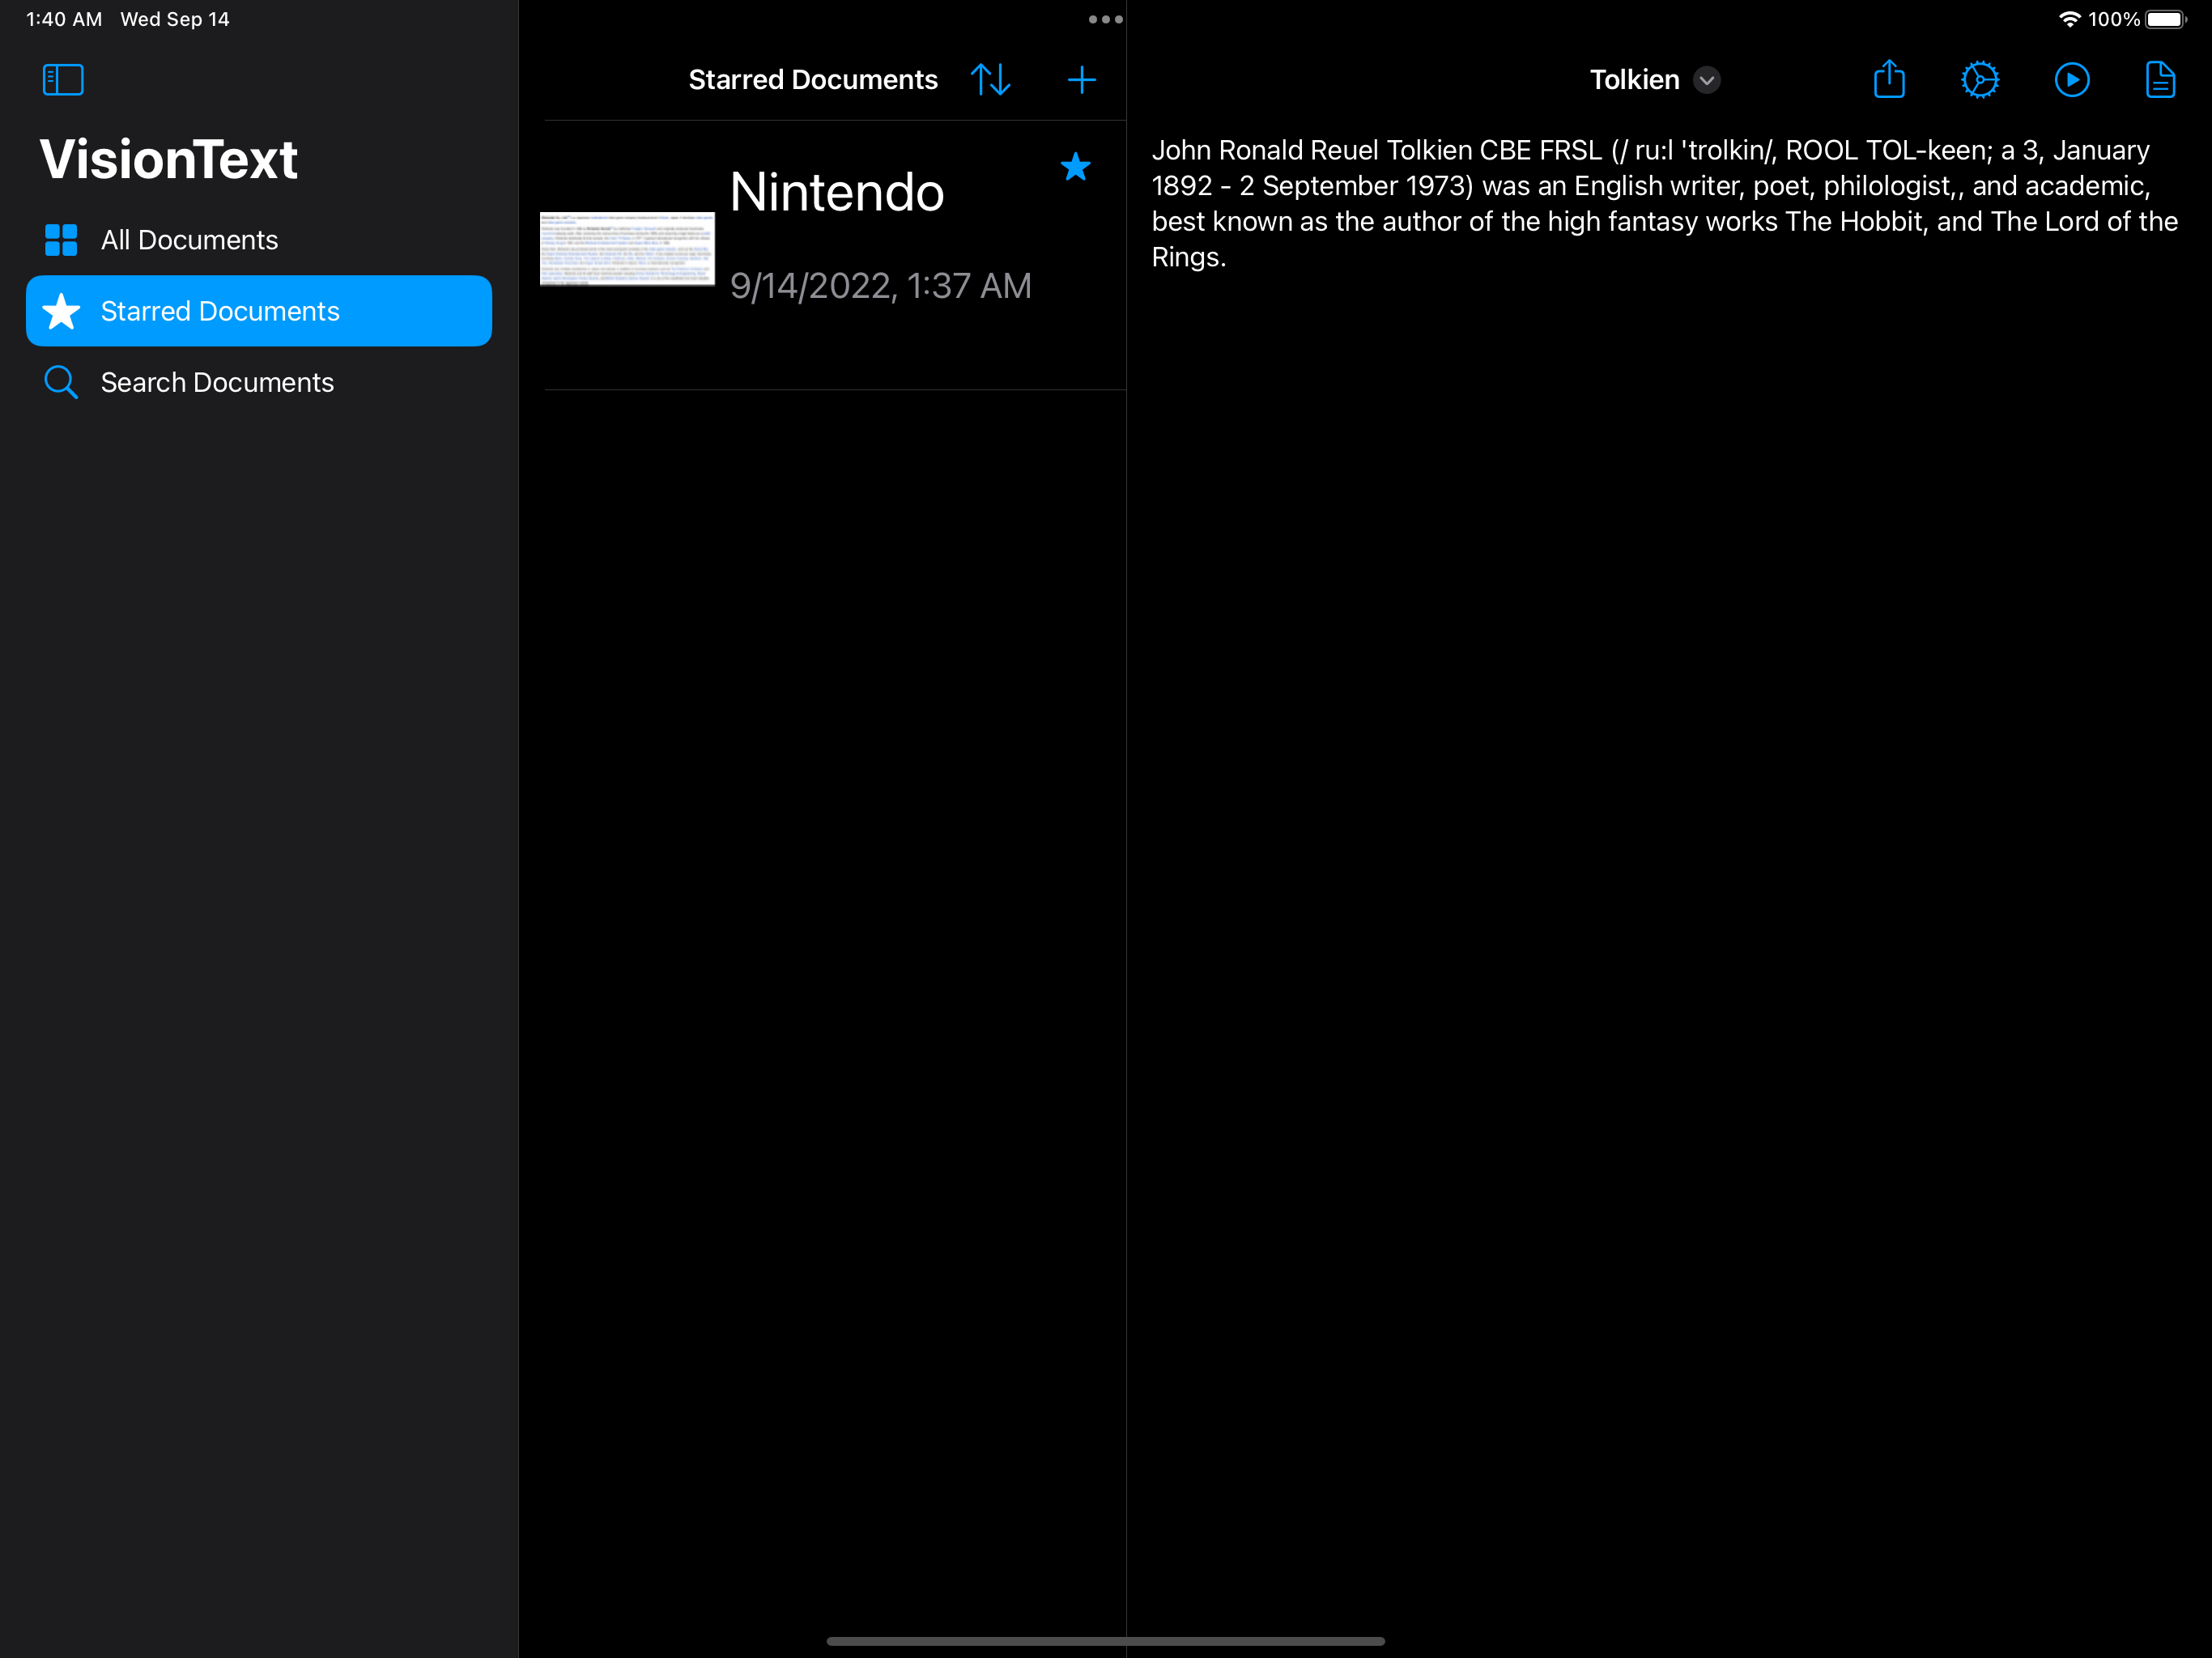 1:40 AM Wed Sep 14
100%
VisionText
All Documents
Starred Documents
Search Documents
Starred Documents
Nintendo
9/14/2022, 1:37 AM
Tolkien
John Ronald Reuel Tolkien CBE FRSL (/ ru:l 'trolkin/, ROOL TOL-keen; a 3, January
1892 - 2 September 1973) was an English writer, poet, philologist,, and academic,
best known as the author of the high fantasy works The Hobbit, and The Lord of the
Rings.